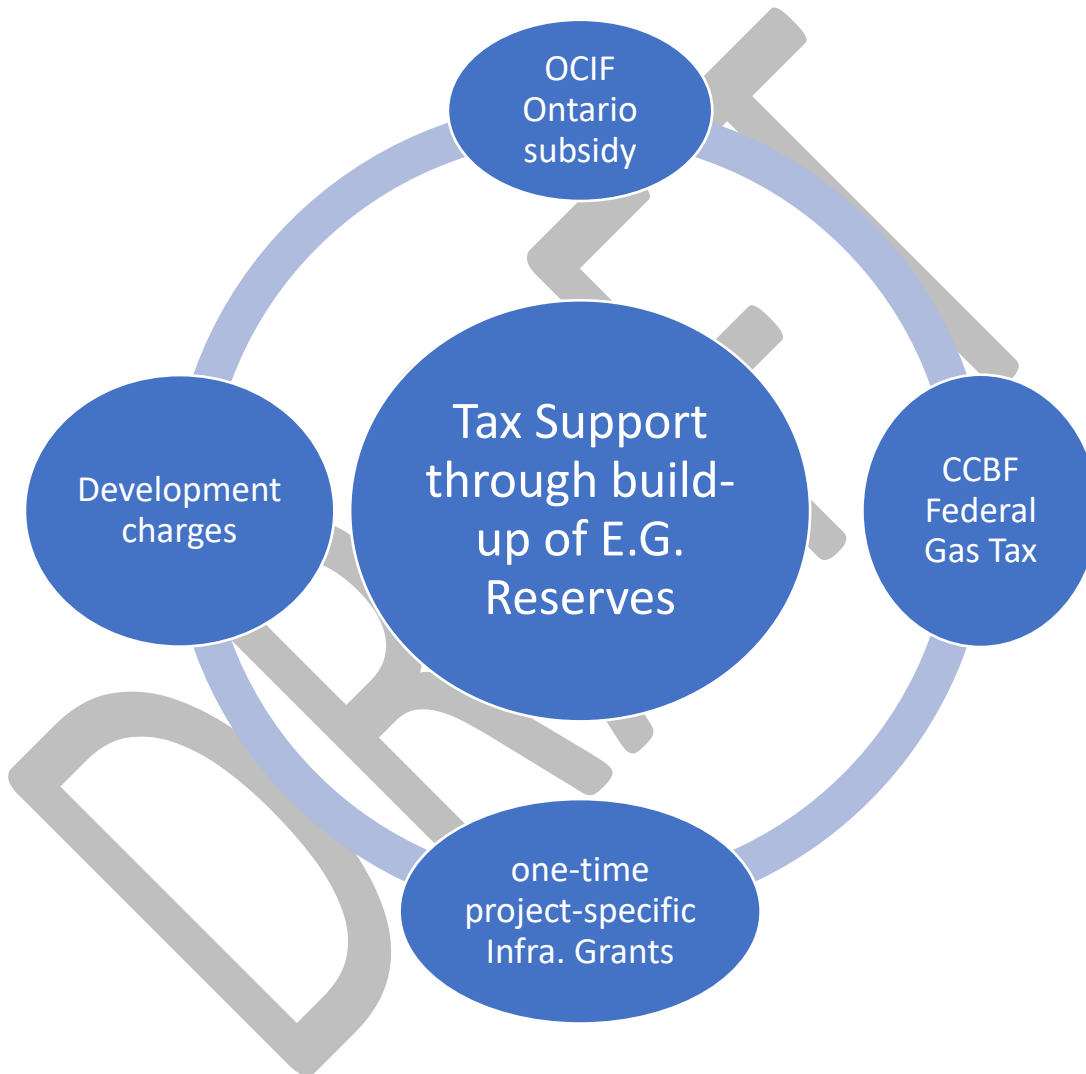 OCIF
Ontario
subsidy
Tax Support
through build-
up of E.G.
Reserves
Development
charges
CCBF
Federal
Gas Tax
one-time
project-specific
Infra. Grants
DRAFT